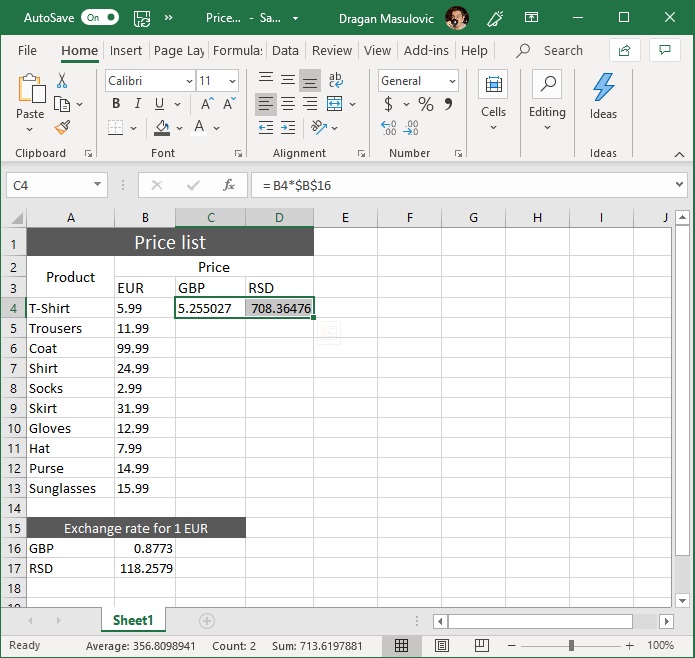 AutoSave On » Price... - Sa... Dragan Masulovic
File Home Insert Page Lay Formula: Data Review View Add-ins Help Search
Calibri 11 ab General
Paste B I U A A $ % 9 Cells Editing Ideas
A .00
Clipboard Font Alignment Number Ideas
C4 fx = B4*$B$16
A B C D E F G H I J
1 Price list
2 Product Price
3 EUR GBP RSD
4 T-Shirt 5.99 5.255027 708.36476
5 Trousers 11.99
6 Coat 99.99
7 Shirt 24.99
8 Socks 2.99
9 Skirt 31.99
10 Gloves 12.99
11 Hat 7.99
12 Purse 14.99
13 Sunglasses 15.99
14
15 Exchange rate for 1 EUR
16 GBP 0.8773
17 RSD 118.2579
18
Sheet1
Ready Average: 356.8098941 Count: 2 Sum: 713.6197881 100%